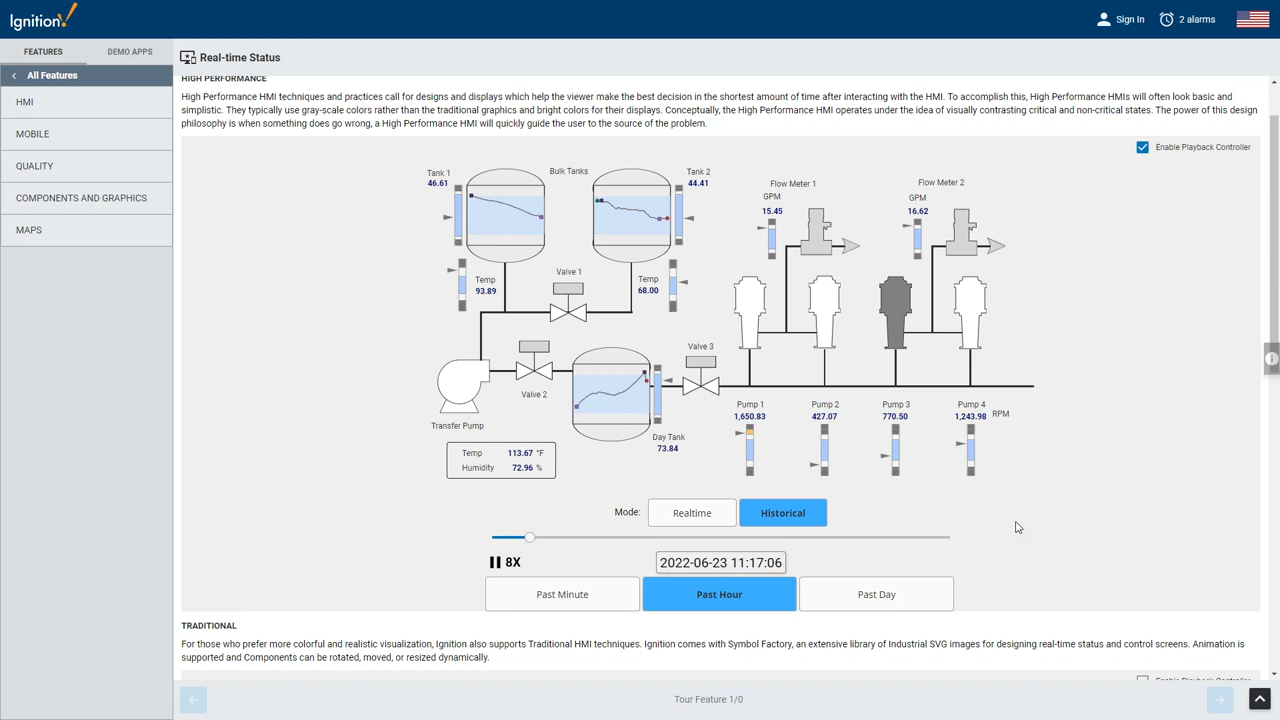 Ignition!
Sign In
2 alarms
FEATURES
DEMO APPS
Real-time Status
All Features
HMI
MOBILE
QUALITY
COMPONENTS AND GRAPHICS
MAPS
HIGH PERFORMANCE
High Performance HMI techniques and practices call for designs and displays which help the viewer make the best decision in the shortest amount of time after interacting with the HMI. To accomplish this, High Performance HMIs will often look basic and
simplistic. They typically use gray-scale colors rather than the traditional graphics and bright colors for their displays. Conceptually, the High Performance HMI operates under the idea of visually contrasting critical and non-critical states. The power of this design
philosophy is when something does go wrong, a High Performance HMI will quickly guide the user to the source of the problem.
Enable Playback Controller
Tank 1
46.61
Bulk Tanks
Tank 2
44.41
Flow Meter 1
GPM
15.45
Flow Meter 2
GPM
16.62
Temp
93.89
Valve 1
Temp
68.00
Valve 2
Valve 3
Transfer Pump
Day Tank
73.84
Pump 1
1,650.83
Pump 2
427.07
Pump 3
770.50
Pump 4
1,243.98
RPM
Temp 113.67 °F
Humidity 72.96 %
Mode:
Realtime
Historical
8X
2022-06-23 11:17:06
Past Minute
Past Hour
Past Day
TRADITIONAL
For those who prefer more colorful and realistic visualization, Ignition also supports Traditional HMI techniques. Ignition comes with Symbol Factory, an extensive library of Industrial SVG images for designing real-time status and control screens. Animation is
supported and Components can be rotated, moved, or resized dynamically.
Enable Playback Controller
Tour Feature 1/0